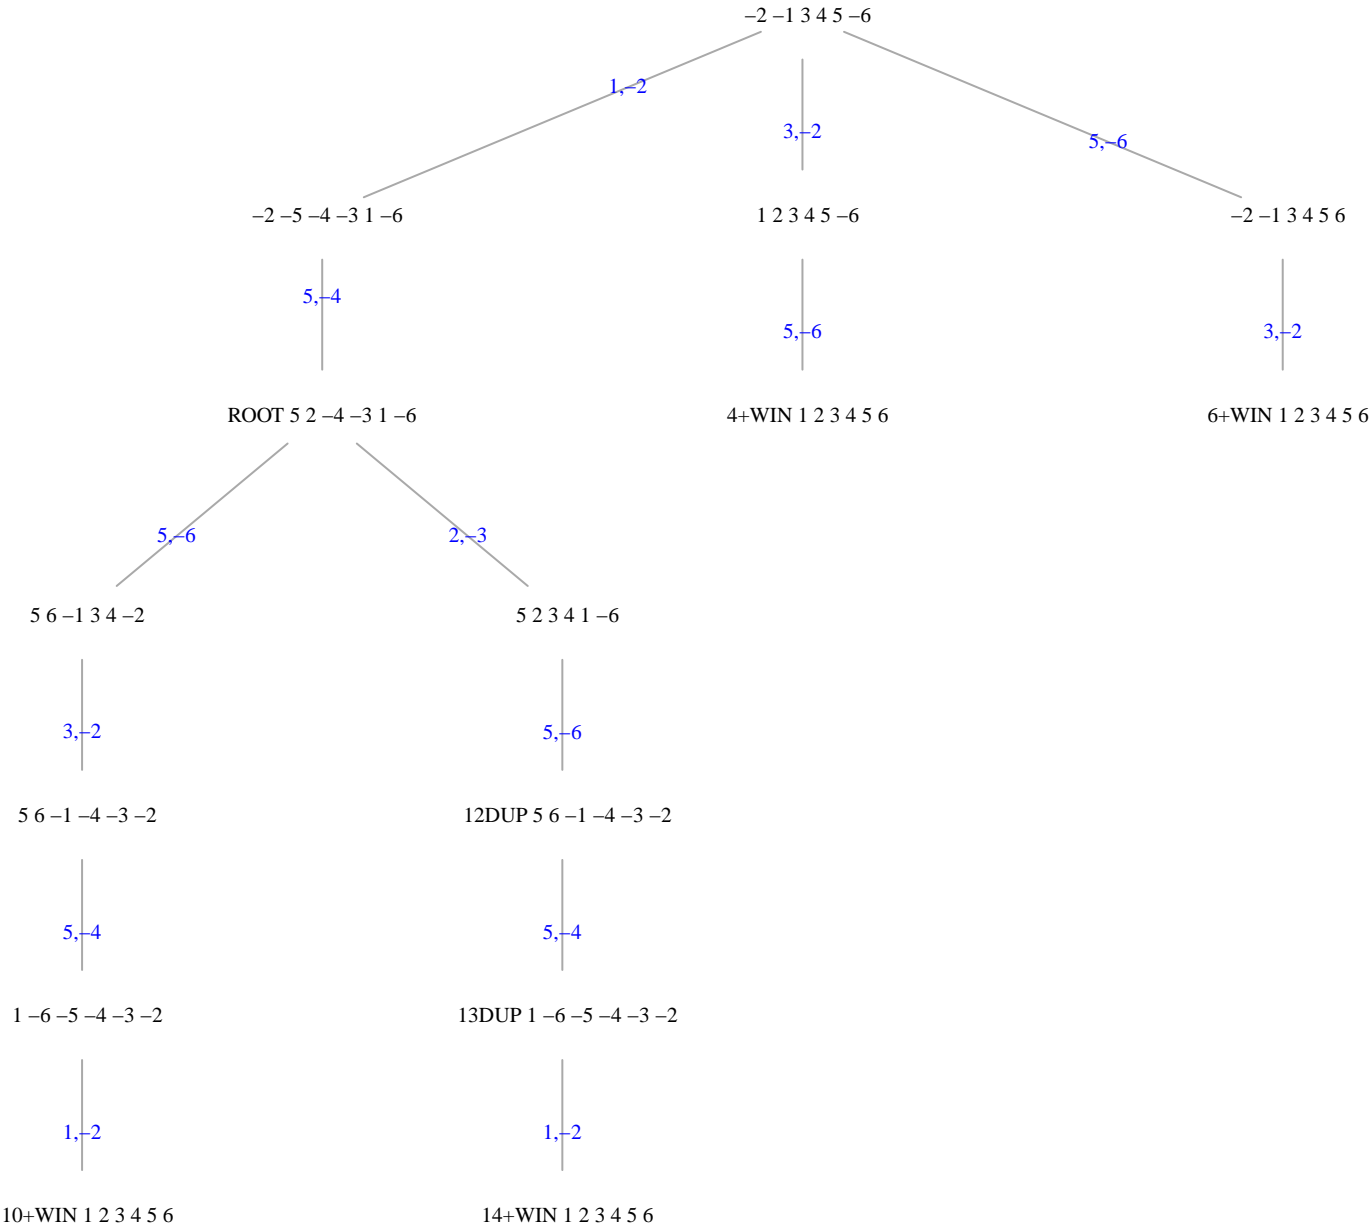 –2 –1 3 4 5 –6
1,–2
3,–2
5,–6
–2 –5 –4 –3 1 –6
1 2 3 4 5 –6
–2 –1 3 4 5 6
5,–4
5,–6
3,–2
ROOT 5 2 –4 –3 1 –6
4+WIN 1 2 3 4 5 6
6+WIN 1 2 3 4 5 6
5,–6
2,–3
5 6 –1 3 4 –2
5 2 3 4 1 –6
3,–2
5,–6
5 6 –1 –4 –3 –2
12DUP 5 6 –1 –4 –3 –2
5,–4
5,–4
1 –6 –5 –4 –3 –2
13DUP 1 –6 –5 –4 –3 –2
1,–2
1,–2
10+WIN 1 2 3 4 5 6
14+WIN 1 2 3 4 5 6